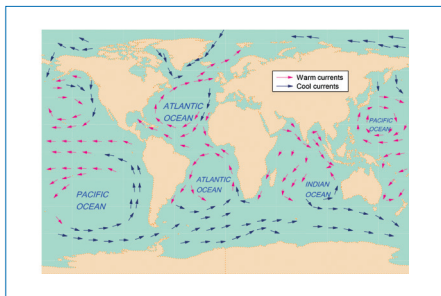 Warm currents
Cool currents
ATLANTIC
OCEAN
PACIFIC
OCEAN
ATLANTIC
OCEAN
INDIAN
OCEAN
PACIFIC
OCEAN